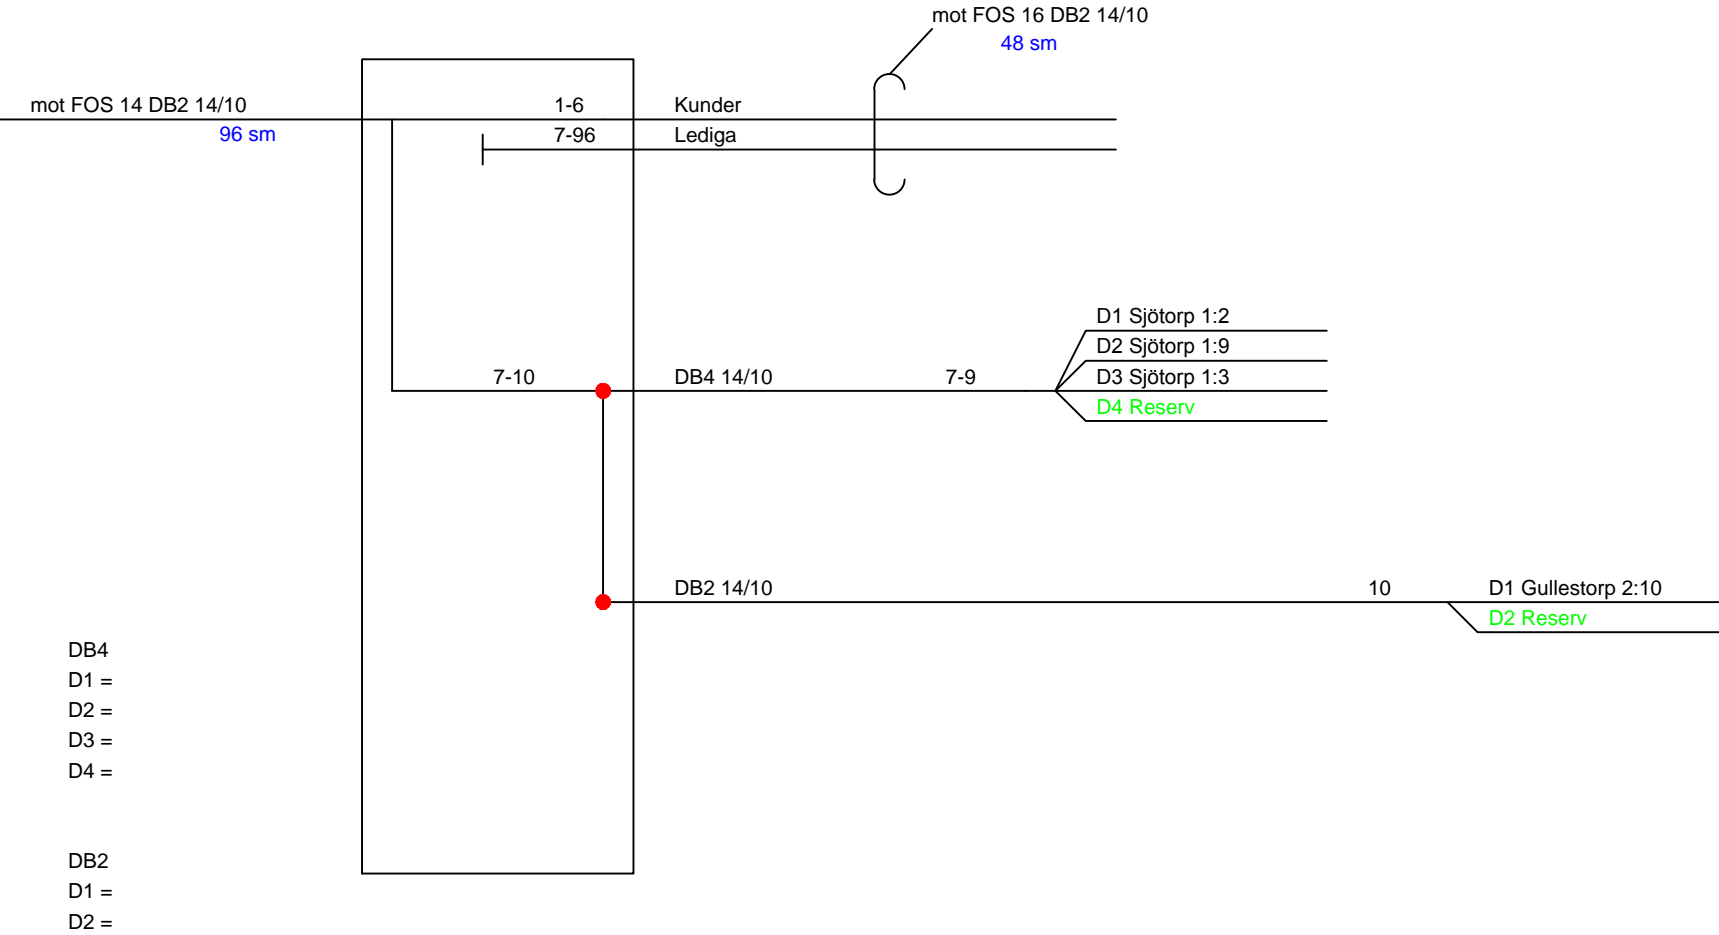 mot FOS 16 DB2 14/10
48 sm
mot FOS 14 DB2 14/10
96 sm
1-6
Kunder
7-96
Lediga
D1 Sjötorp 1:2
D2 Sjötorp 1:9
7-10
DB4 14/10
7-9
D3 Sjötorp 1:3
D4 Reserv
DB2 14/10
10
D1 Gullestorp 2:10
D2 Reserv
DB4
D1 =
D2 =
D3 =
D4 =
DB2
D1 =
D2 =